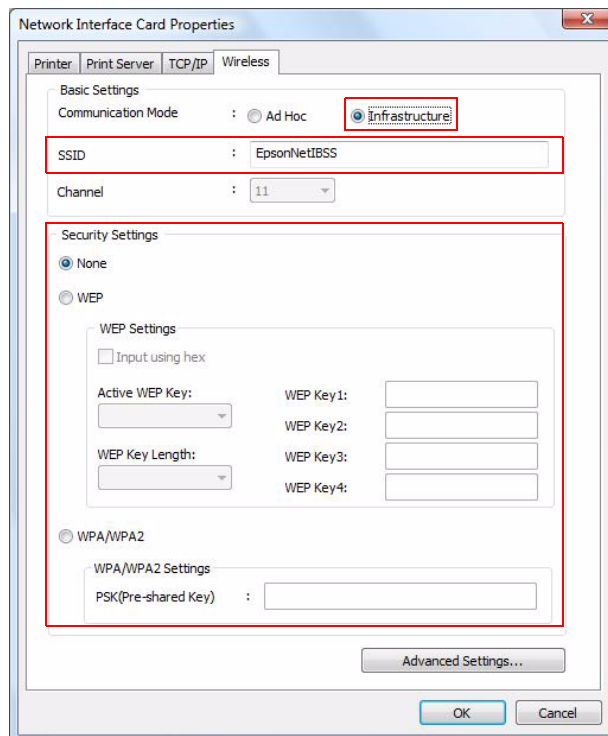 Network Interface Card Properties
Printer Print Server TCP/IP Wireless
Basic Settings
Communication Mode : Ad Hoc Infrastructure
SSID : EpsonNetIBSS
Channel : 11
Security Settings
None
WEP
WEP Settings
Input using hex
Active WEP Key: WEP Key1:
WEP Key2:
WEP Key Length: WEP Key3:
WEP Key4:
WPA/WPA2
WPA/WPA2 Settings
PSK(Pre-shared Key) :
Advanced Settings...
OK Cancel